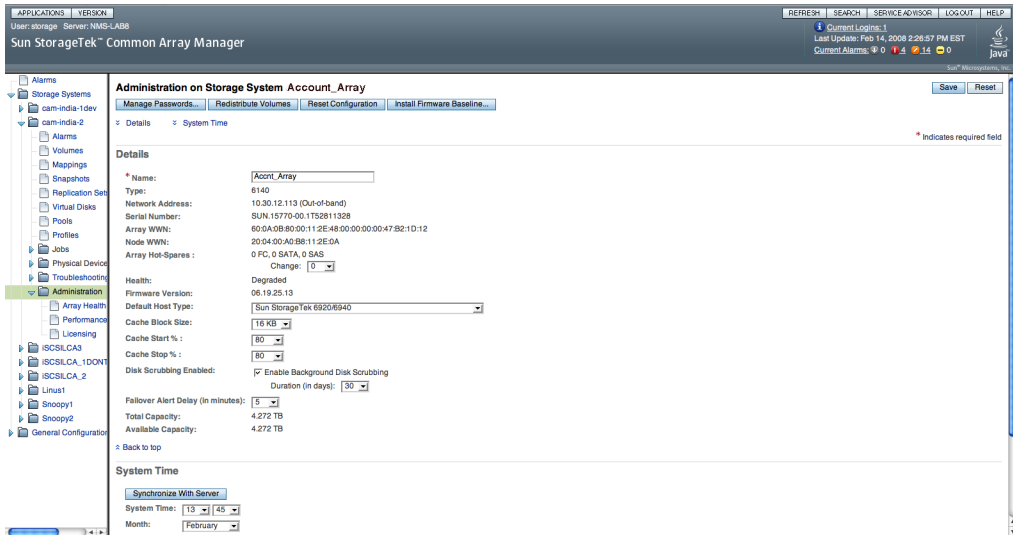 APPLICATIONS VERSION REFRESH SEARCH SERVICE ADVISOR LOG OUT HELP
User: storage Server: NMS-LAB8
Current Logins: 1
Sun StorageTek™ Common Array Manager
Last Update: Feb 14, 2008 2:26:57 PM EST
Current Alarms: 0 4 14 0
Java
Sun™ Microsystems, Inc.
Alarms
Storage Systems
cam-india-1dev
cam-india-2
Alarms
Volumes
Mappings
Snapshots
Replication Sets
Virtual Disks
Pools
Profiles
Jobs
Physical Device
Troubleshooting
Administration
Array Health
Performance
Licensing
iSCSILCA3
iSCSILCA_1DONT
iSCSILCA_2
Linus1
Snoopy1
Snoopy2
General Configuration
Administration on Storage System Account_Array
Save Reset
Manage Passwords... Redistribute Volumes Reset Configuration Install Firmware Baseline...
Details System Time
* Indicates required field
Details
* Name: Accnt_Array
Type: 6140
Network Address: 10.30.12.113 (Out-of-band)
Serial Number: SUN.15770-00.1T52811328
Array WWN: 60:0A:0B:80:00:11:2E:48:00:00:00:00:47:B2:1D:12
Node WWN: 20:04:00:A0:B8:11:2E:0A
Array Hot-Spares : 0 FC, 0 SATA, 0 SAS
Change: 0
Health: Degraded
Firmware Version: 06.19.25.13
Default Host Type: Sun StorageTek 6920/6940
Cache Block Size: 16 KB
Cache Start % : 80
Cache Stop % : 80
Disk Scrubbing Enabled: Enable Background Disk Scrubbing
Duration (in days): 30
Failover Alert Delay (in minutes): 5
Total Capacity: 4.272 TB
Available Capacity: 4.272 TB
Back to top
System Time
Synchronize With Server
System Time: 13 45
Month: February